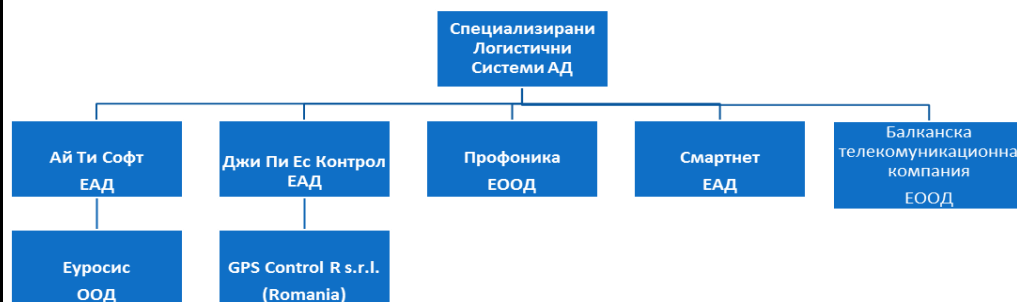 Специализирани
Логистични
Системи АД
Ай Ти Софт
ЕАД
Джи Пи Ес Контрол
ЕАД
Профоника
ЕООД
Смартнет
ЕАД
Балканска
телекомуникационна
компания
ЕООД
Еуросис
ООД
GPS Control R s.r.l.
(Romania)